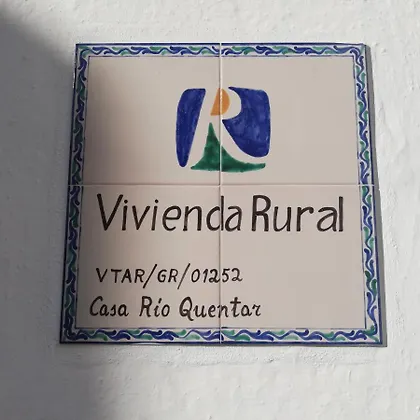 R
Vivienda Rural
VTAR/GR/01252
Casa Río Quentar